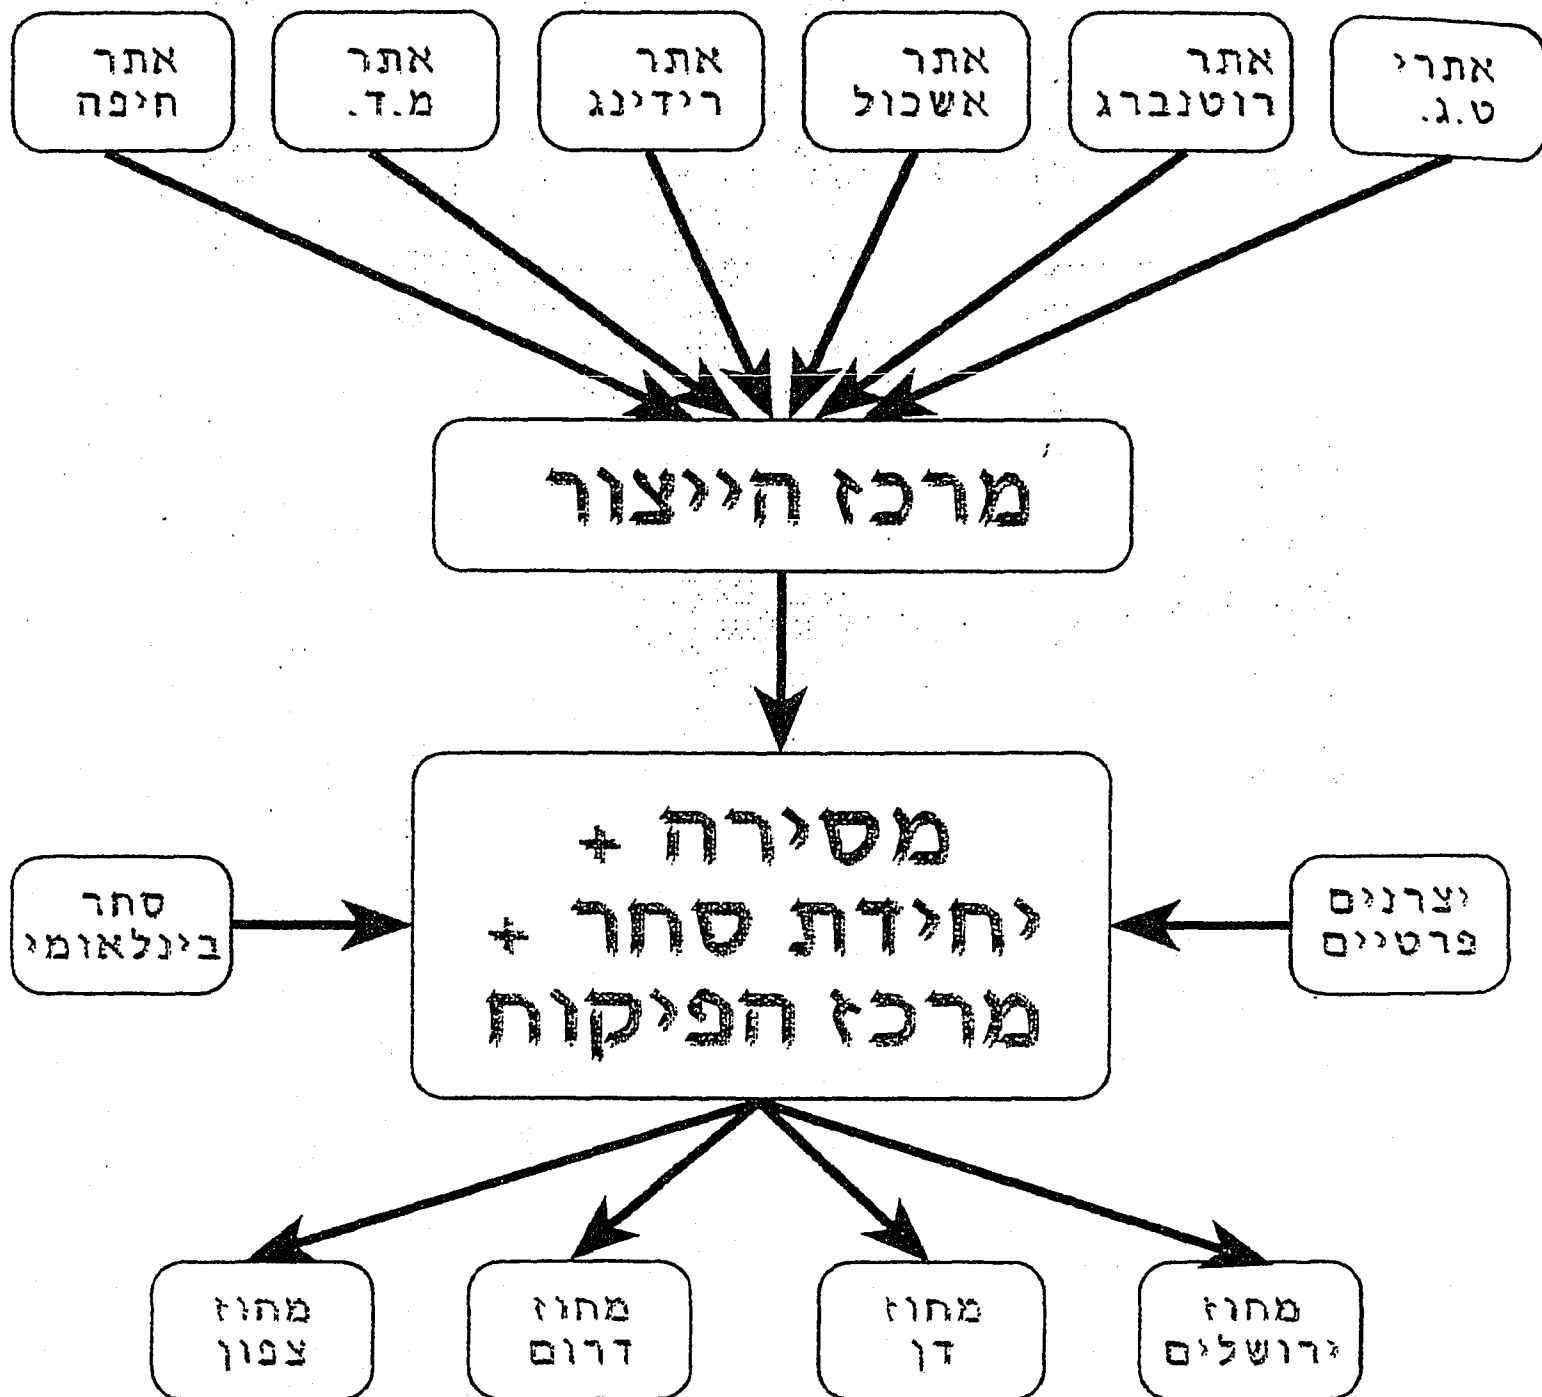 אתרי
ט.ג.
אתר
רוטנברג
אתר
אשכול
אתר
רידינג
אתר
מ.ד.
אתר
חיפה
מרכז הייצור
מסירה +
יחידת סחר +
מרכז הפיקוח
יצרנים
פרטיים
סחר
בינלאומי
מחוז
ירושלים
מחוז
דן
מחוז
דרום
מחוז
צפון